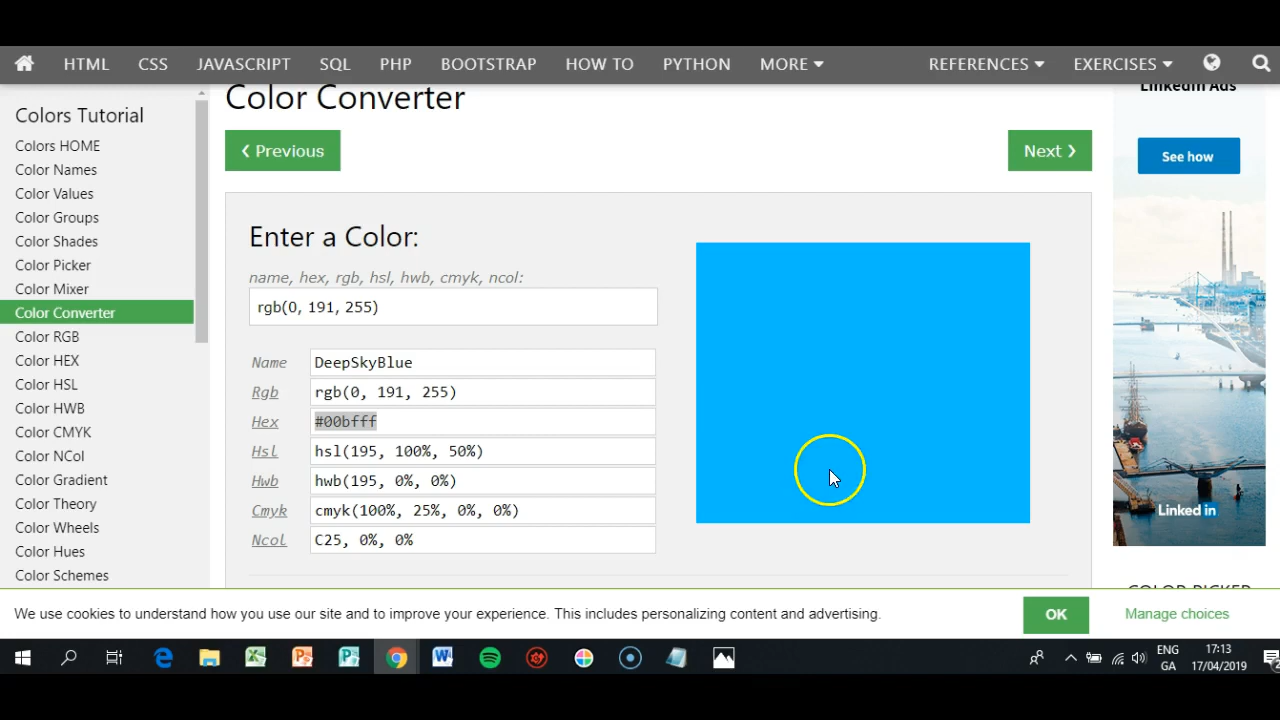 HTML CSS JAVASCRIPT SQL PHP BOOTSTRAP HOW TO PYTHON MORE REFERENCES EXERCISES
Colors Tutorial
Colors HOME
Color Names
Color Values
Color Groups
Color Shades
Color Picker
Color Mixer
Color Converter
Color RGB
Color HEX
Color HSL
Color HWB
Color CMYK
Color NCol
Color Gradient
Color Theory
Color Wheels
Color Hues
Color Schemes
Color Converter
❮ Previous
Next ❯
Enter a Color:
name, hex, rgb, hsl, hwb, cmyk, ncol:
rgb(0, 191, 255)
Name DeepSkyBlue
Rgb rgb(0, 191, 255)
Hex #00bfff
Hsl hsl(195, 100%, 50%)
Hwb hwb(195, 0%, 0%)
Cmyk cmyk(100%, 25%, 0%, 0%)
Ncol C25, 0%, 0%
LinkedIn Ads
See how
Linked in
COLOR PICKER
We use cookies to understand how you use our site and to improve your experience. This includes personalizing content and advertising.
OK
Manage choices
ENG
GA
17:13
17/04/2019